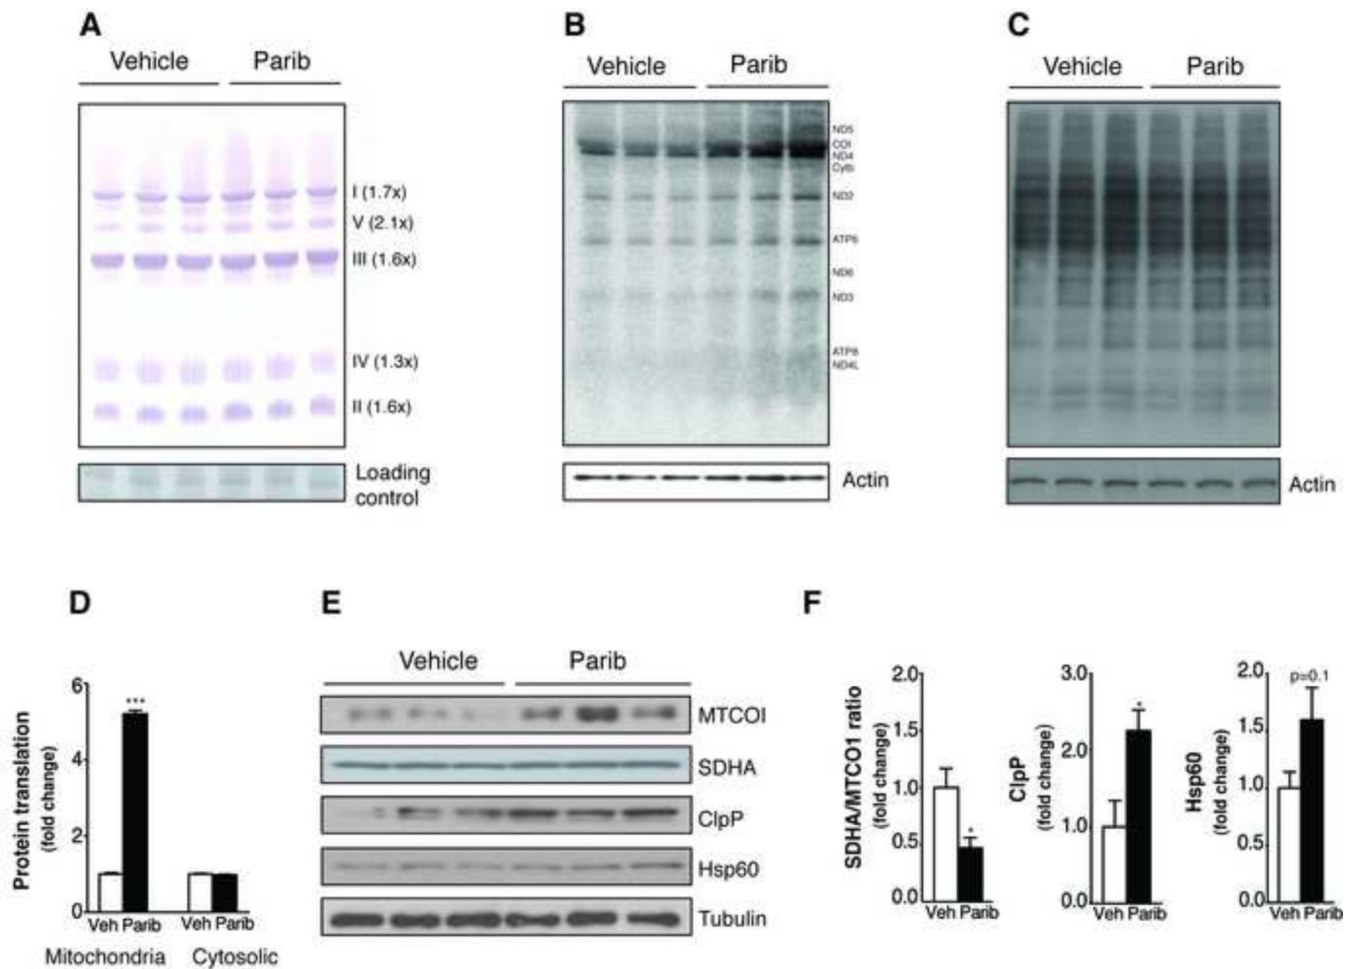 A
Vehicle Parib
I (1.7x)
V (2.1x)
III (1.6x)
IV (1.3x)
II (1.6x)
Loading
control
B
Vehicle Parib
ND5
COI
ND4
Cytb
ND2
ATP6
ND6
ND3
ATP8
ND4L
Actin
C
Vehicle Parib
Actin
D
Protein translation
(fold change)
6
4
2
0
***
Veh Parib Veh Parib
Mitochondria Cytosolic
E
Vehicle Parib
MTCOI
SDHA
ClpP
Hsp60
Tubulin
F
SDHA/MTCO1 ratio
(fold change)
2.0
1.5
1.0
0.5
0.0
*
Veh Parib
ClpP
(fold change)
3.0
2.0
1.0
0.0
*
Veh Parib
Hsp60
(fold change)
2.0
1.5
1.0
0.5
0.0
p=0.1
Veh Parib